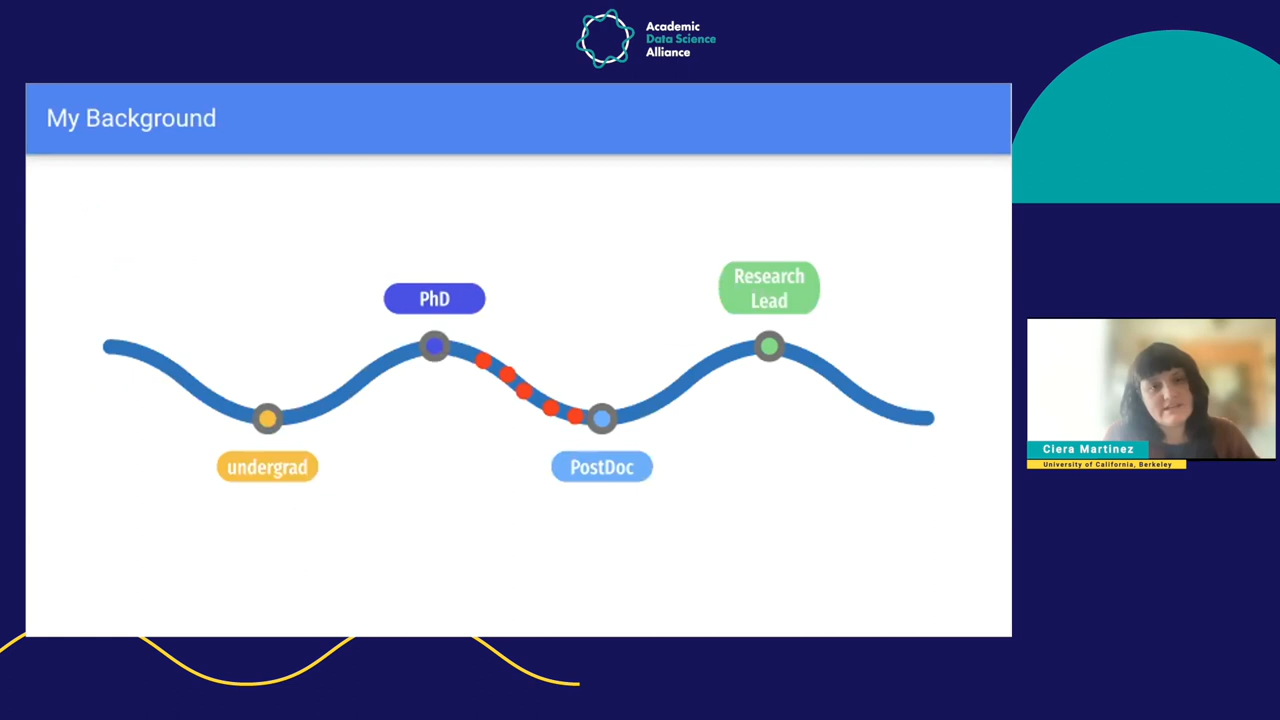 Academic
Data Science
Alliance
My Background
PhD
Research
Lead
undergrad
PostDoc
Ciera Martinez
University of California, Berkeley